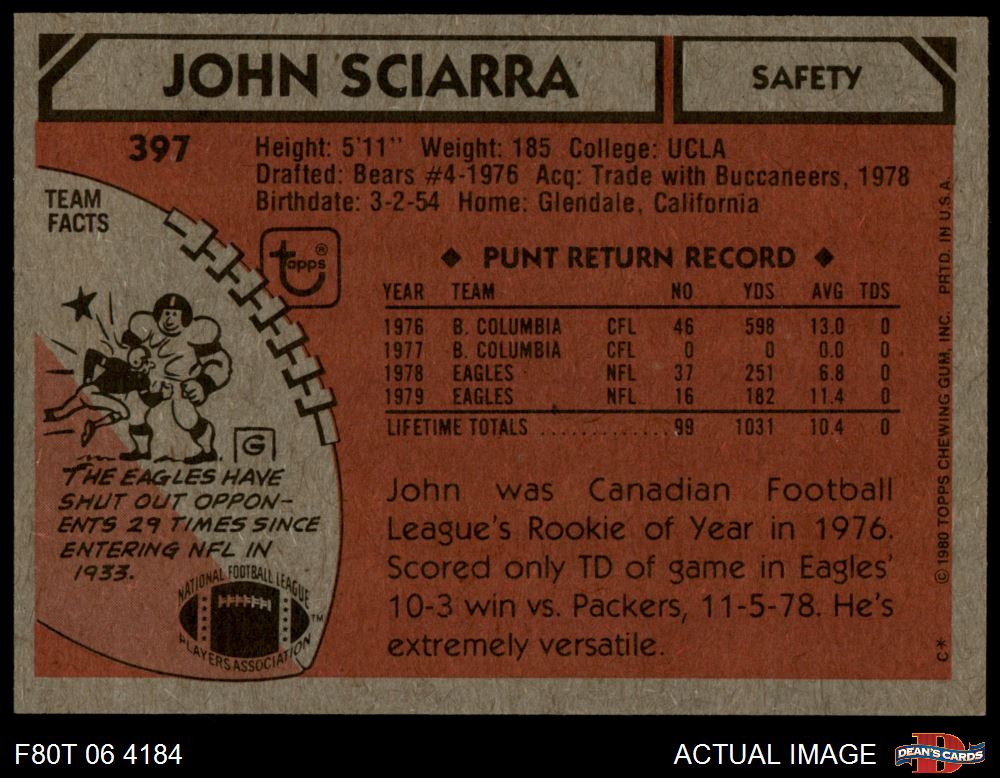 JOHN SCIARRA
SAFETY
397
Height: 5'11" Weight: 185 College: UCLA
Drafted: Bears #4-1976 Acq: Trade with Buccaneers, 1978
Birthdate: 3-2-54 Home: Glendale, California
TEAM
FACTS
topps®
◆ PUNT RETURN RECORD ◆
YEAR TEAM NO YDS AVG TDS
1976 B. COLUMBIA CFL 46 598 13.0 0
1977 B. COLUMBIA CFL 0 0 0.0 0
1978 EAGLES NFL 37 251 6.8 0
1979 EAGLES NFL 16 182 11.4 0
LIFETIME TOTALS ............... 99 1031 10.4 0
G
THE EAGLES HAVE
SHUT OUT OPPON-
ENTS 29 TIMES SINCE
ENTERING NFL IN
1933.
NATIONAL FOOTBALL LEAGUE
PLAYERS ASSOCIATION
TM
John was Canadian Football
League's Rookie of Year in 1976.
Scored only TD of game in Eagles'
10-3 win vs. Packers, 11-5-78. He's
extremely versatile.
C* © 1980 TOPPS CHEWING GUM, INC. PRTD. IN U.S.A.
F80T 06 4184
ACTUAL IMAGE
D
DEAN'S CARDS